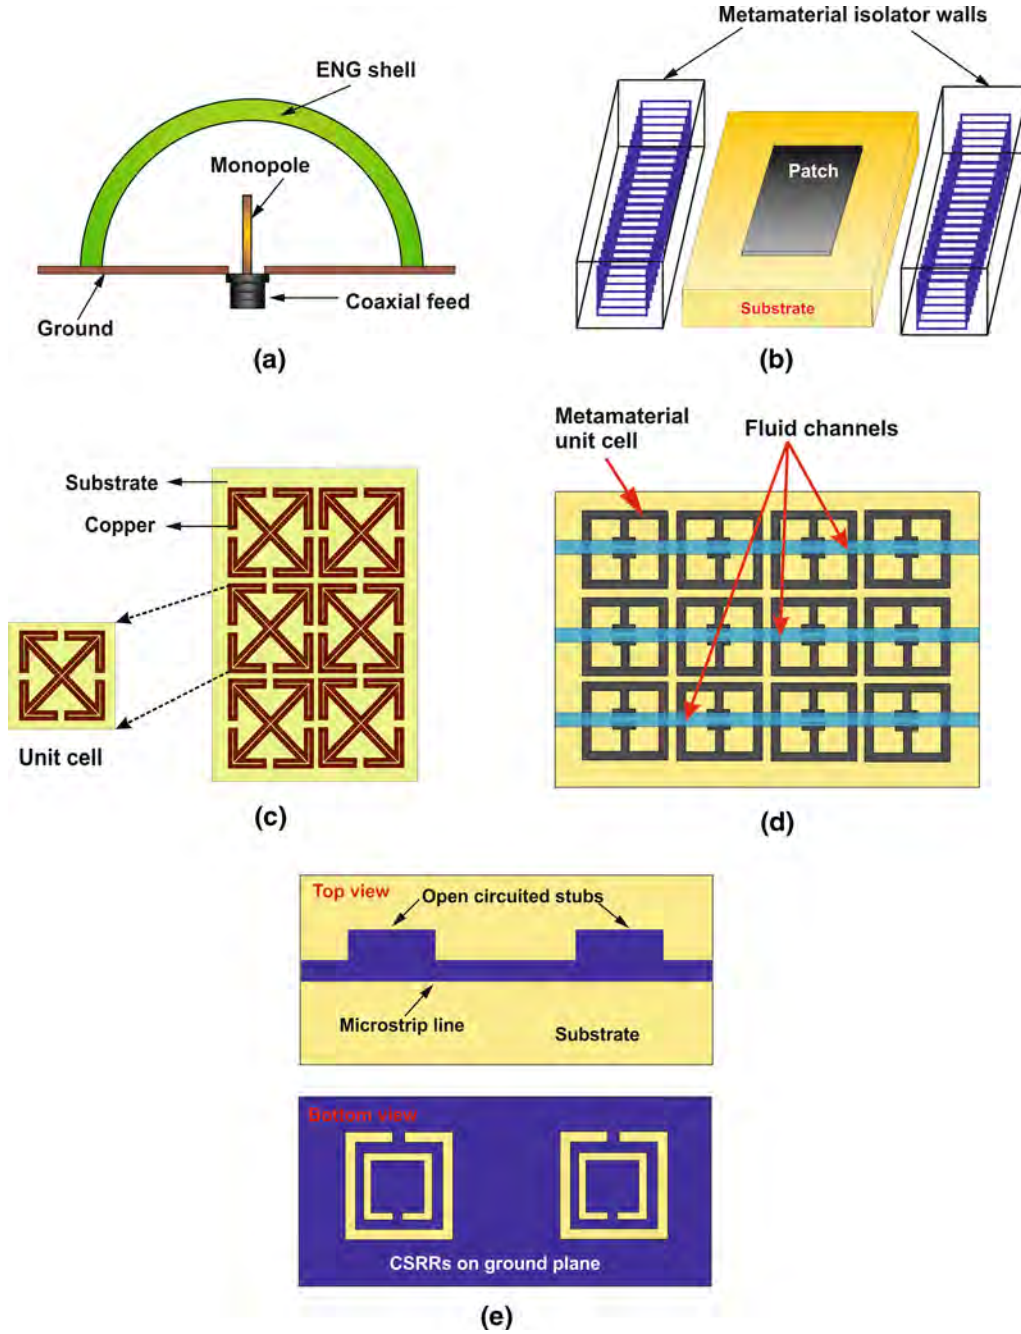 ENG shell
Monopole
Coaxial feed
Ground
(a)
Metamaterial isolator walls
Patch
Substrate
(b)
Substrate
Copper
Unit cell
(c)
Metamaterial
unit cell
Fluid channels
(d)
Top view
Open circuited stubs
Microstrip line
Substrate
Bottom view
CSRRs on ground plane
(e)